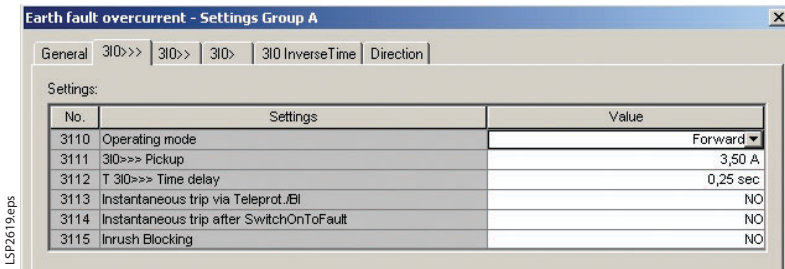 Earth fault overcurrent - Settings Group A
General 3I0>>> 3I0>> 3I0> 3I0 InverseTime Direction
Settings:
No. Settings Value
3110 Operating mode Forward
3111 3I0>>> Pickup 3,50 A
3112 T 3I0>>> Time delay 0,25 sec
3113 Instantaneous trip via Teleprot./BI NO
3114 Instantaneous trip after SwitchOnToFault NO
3115 Inrush Blocking NO
LSP2619.eps